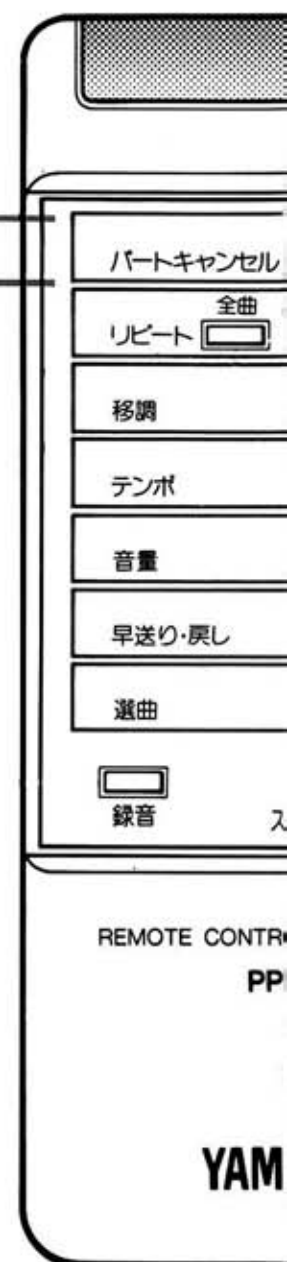 パートキャンセル
全曲
リピート
移調
テンポ
音量
早送り・戻し
選曲
録音
ス
REMOTE CONTR
PP
YAM